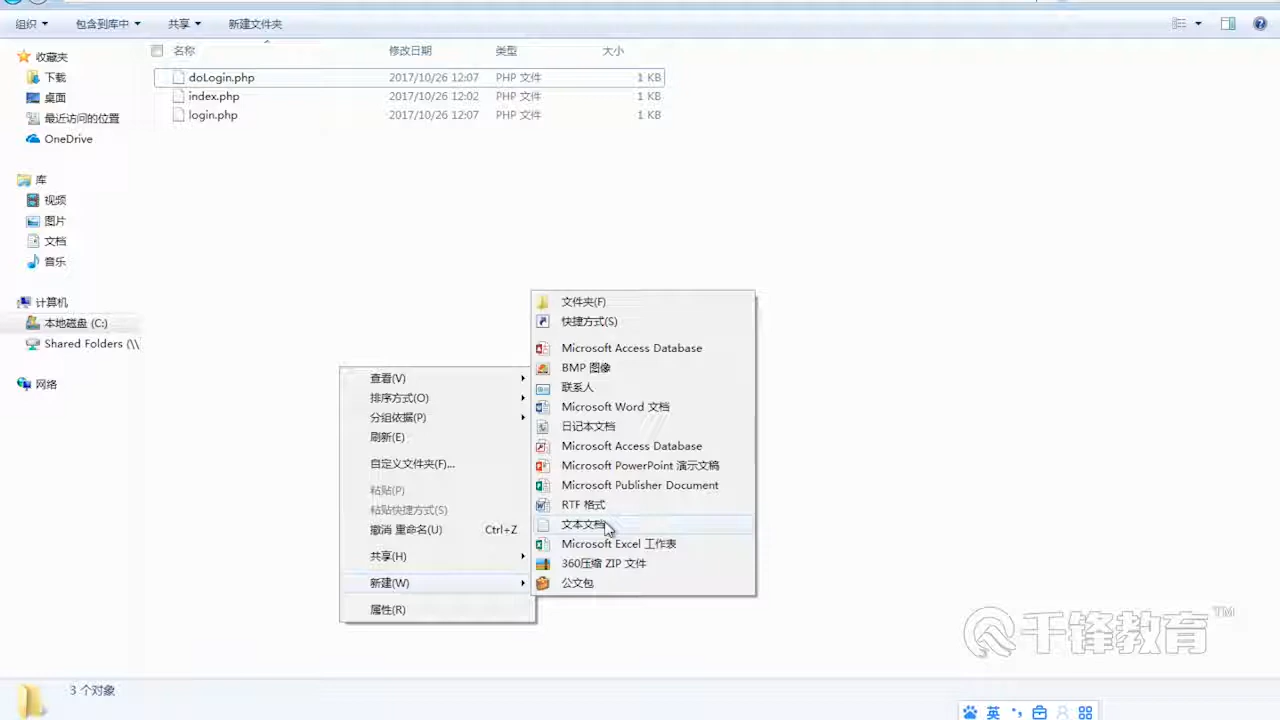 组织 包含到库中 共享 新建文件夹
名称 修改日期 类型 大小
doLogin.php 2017/10/26 12:07 PHP 文件 1 KB
index.php 2017/10/26 12:02 PHP 文件 1 KB
login.php 2017/10/26 12:07 PHP 文件 1 KB
收藏夹
下载
桌面
最近访问的位置
OneDrive
库
视频
图片
文档
音乐
计算机
本地磁盘 (C:)
Shared Folders (\\
网络
查看(V)
排序方式(O)
分组依据(P)
刷新(E)
自定义文件夹(F)...
粘贴(P)
粘贴快捷方式(S)
撤消 重命名(U) Ctrl+Z
共享(H)
新建(W)
属性(R)
文件夹(F)
快捷方式(S)
Microsoft Access Database
BMP 图像
联系人
Microsoft Word 文档
日记本文档
Microsoft Access Database
Microsoft PowerPoint 演示文稿
Microsoft Publisher Document
RTF 格式
文本文档
Microsoft Excel 工作表
360压缩 ZIP 文件
公文包
千锋教育™
3 个对象
英